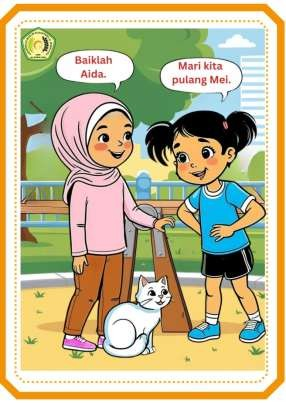 Baiklah
Aida.
Mari kita
pulang Mei.